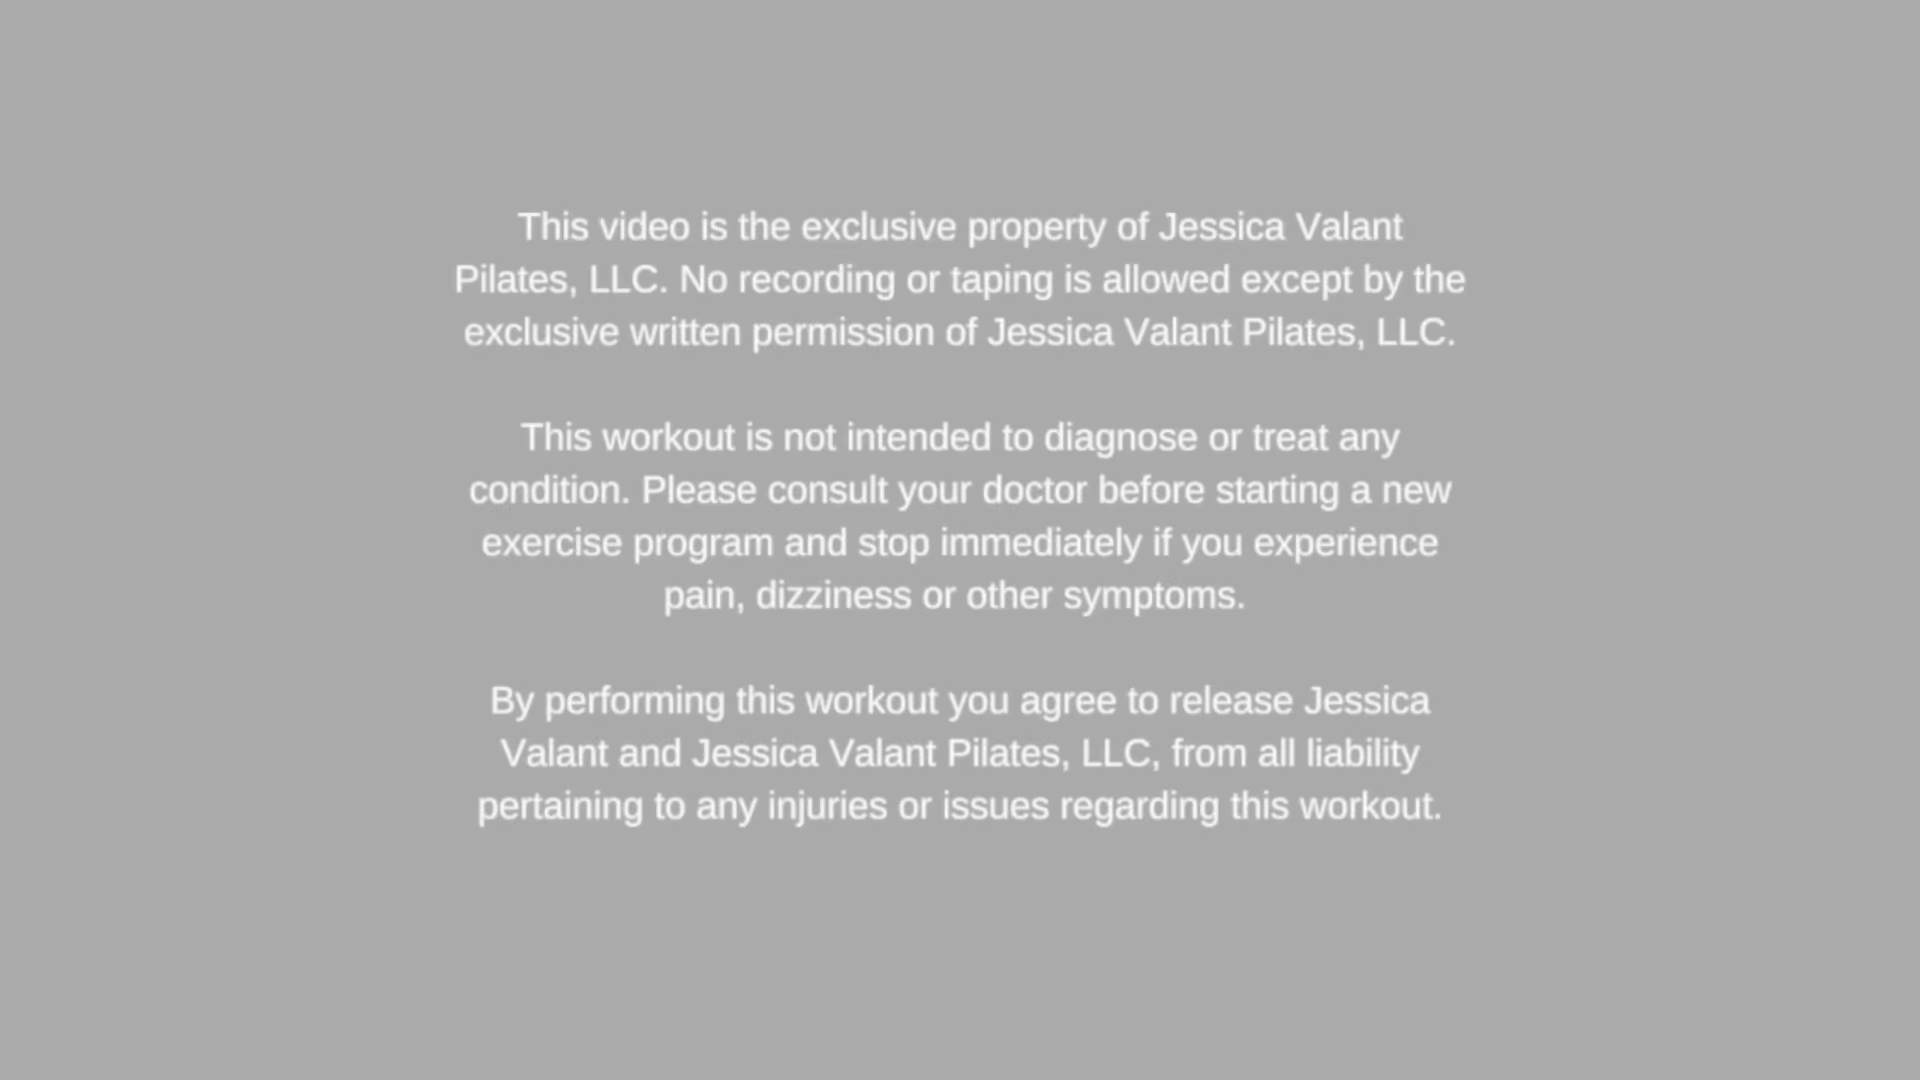 This video is the exclusive property of Jessica Valant
Pilates, LLC. No recording or taping is allowed except by the
exclusive written permission of Jessica Valant Pilates, LLC.
This workout is not intended to diagnose or treat any
condition. Please consult your doctor before starting a new
exercise program and stop immediately if you experience
pain, dizziness or other symptoms.
By performing this workout you agree to release Jessica
Valant and Jessica Valant Pilates, LLC, from all liability
pertaining to any injuries or issues regarding this workout.